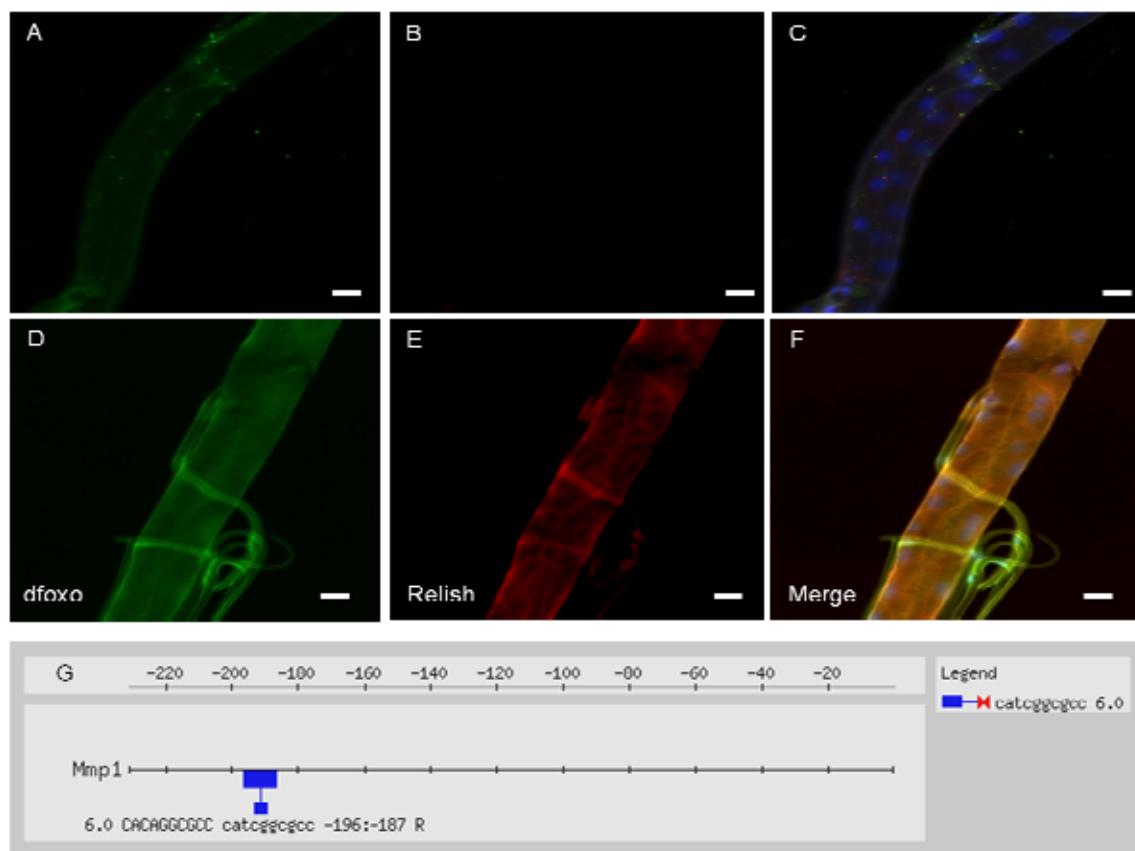 A
B
C
D
E
F
dfoxo
Relish
Merge
G
-220 -200 -180 -160 -140 -120 -100 -80 -60 -40 -20
Legend
catcggcgcc 6.0
Mmp1
6.0 CACAGGCGCC catcggcgcc -196:-187 R